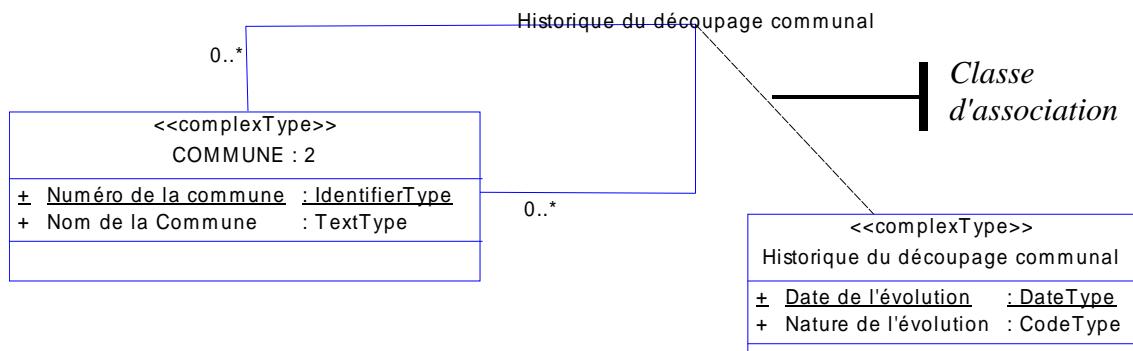 Historique du découpage communal
0..*
Classe
d'association
<<complexType>>
COMMUNE : 2
+ Numéro de la commune : IdentifierType
+ Nom de la Commune : TextType
0..*
<<complexType>>
Historique du découpage communal
+ Date de l'évolution : DateType
+ Nature de l'évolution : CodeType